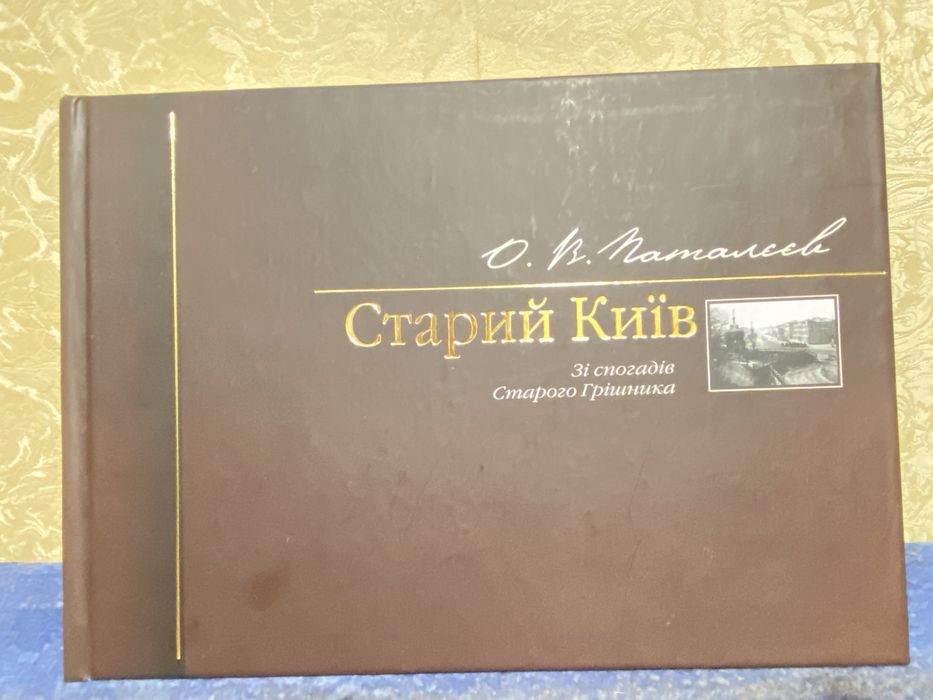 О. В. Паталєєв
Старий Київ
Зі спогадів
Старого Грішника